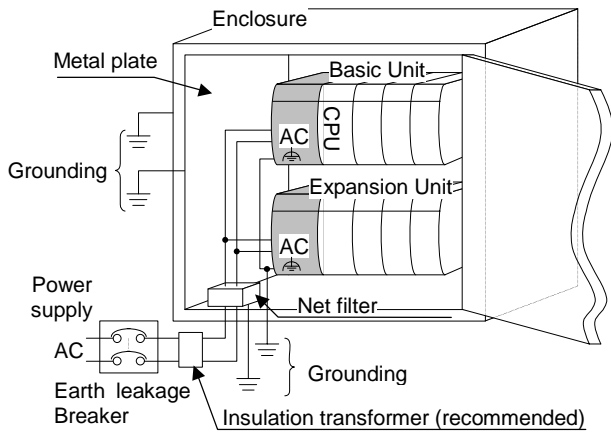 Enclosure
Metal plate
Basic Unit
AC
CPU
Grounding
Expansion Unit
AC
Power
supply
Net filter
AC
Grounding
Earth leakage
Breaker
Insulation transformer (recommended)